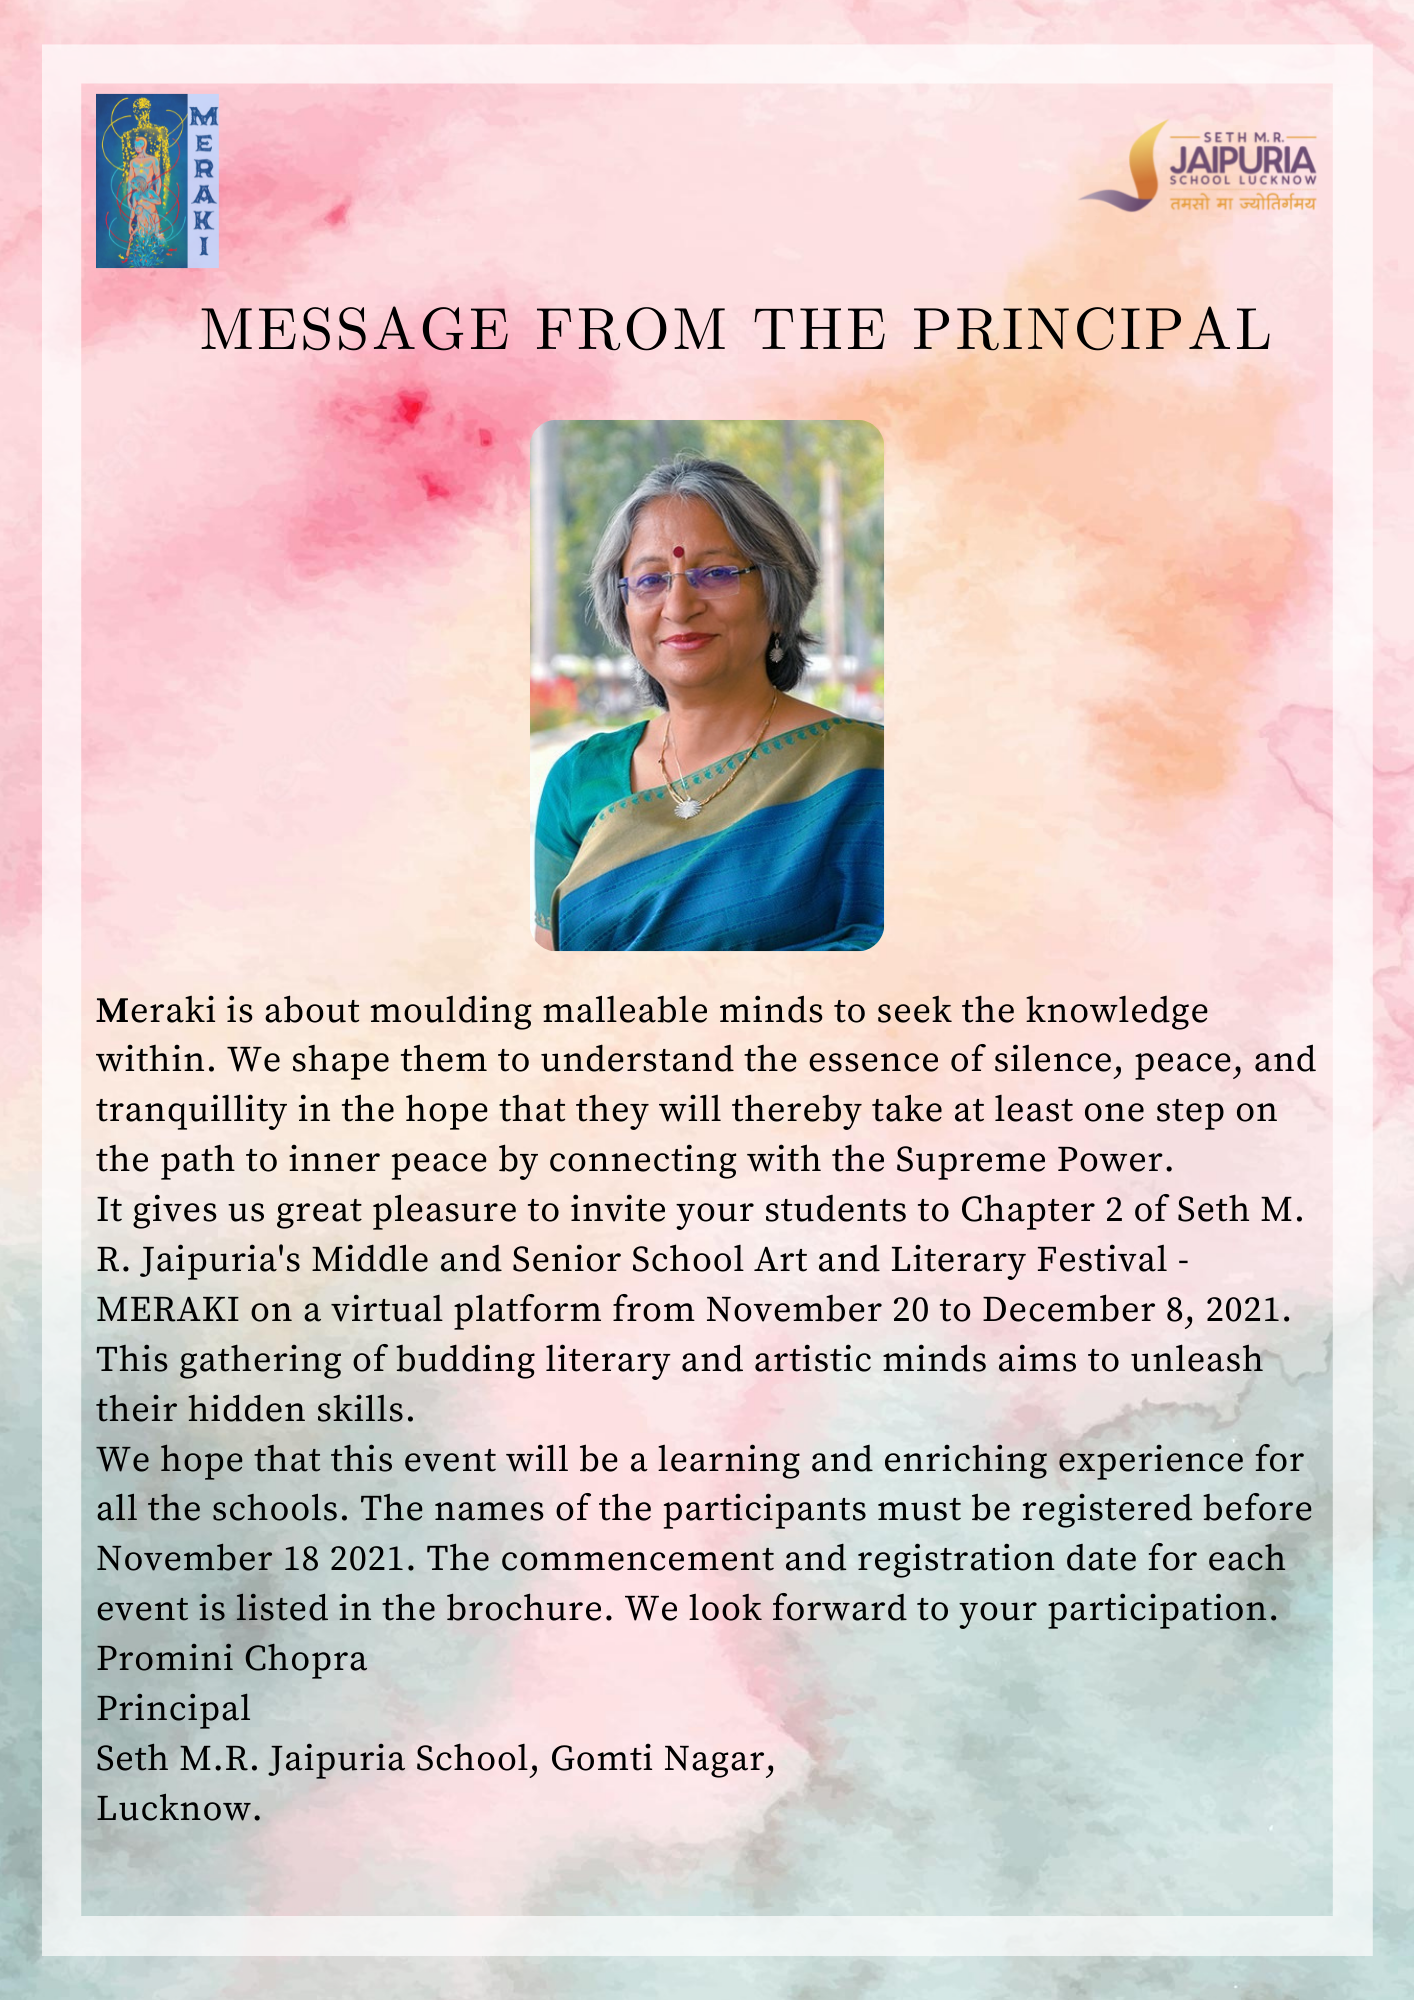 MERAKI
SETH M.R.
JAIPURIA
SCHOOL LUCKNOW
तमसो मा ज्योतिर्गमय
MESSAGE FROM THE PRINCIPAL
Meraki is about moulding malleable minds to seek the knowledge
within. We shape them to understand the essence of silence, peace, and
tranquillity in the hope that they will thereby take at least one step on
the path to inner peace by connecting with the Supreme Power.
It gives us great pleasure to invite your students to Chapter 2 of Seth M.
R. Jaipuria's Middle and Senior School Art and Literary Festival -
MERAKI on a virtual platform from November 20 to December 8, 2021.
This gathering of budding literary and artistic minds aims to unleash
their hidden skills.
We hope that this event will be a learning and enriching experience for
all the schools. The names of the participants must be registered before
November 18 2021. The commencement and registration date for each
event is listed in the brochure. We look forward to your participation.
Promini Chopra
Principal
Seth M.R. Jaipuria School, Gomti Nagar,
Lucknow.